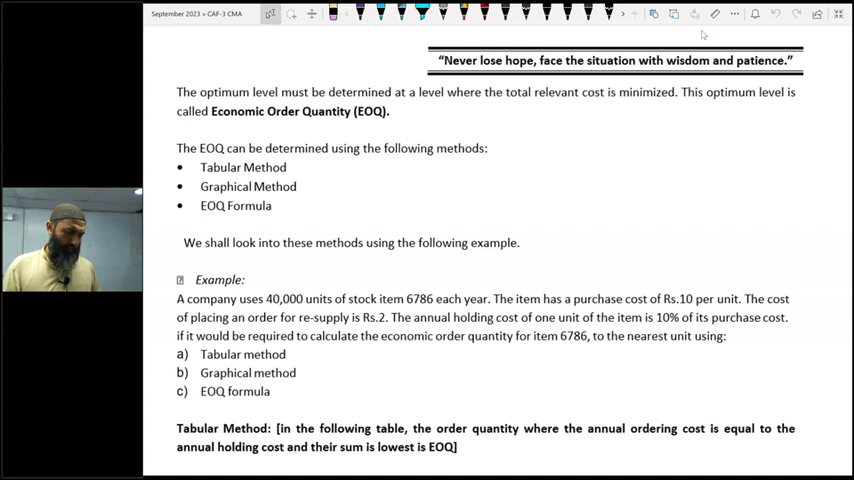 September 2023 » CAF-3 CMA
“Never lose hope, face the situation with wisdom and patience.”
The optimum level must be determined at a level where the total relevant cost is minimized. This optimum level is
called Economic Order Quantity (EOQ).
The EOQ can be determined using the following methods:
• Tabular Method
• Graphical Method
• EOQ Formula
We shall look into these methods using the following example.
Example:
A company uses 40,000 units of stock item 6786 each year. The item has a purchase cost of Rs.10 per unit. The cost
of placing an order for re-supply is Rs.2. The annual holding cost of one unit of the item is 10% of its purchase cost.
if it would be required to calculate the economic order quantity for item 6786, to the nearest unit using:
a) Tabular method
b) Graphical method
c) EOQ formula
Tabular Method: [in the following table, the order quantity where the annual ordering cost is equal to the
annual holding cost and their sum is lowest is EOQ]